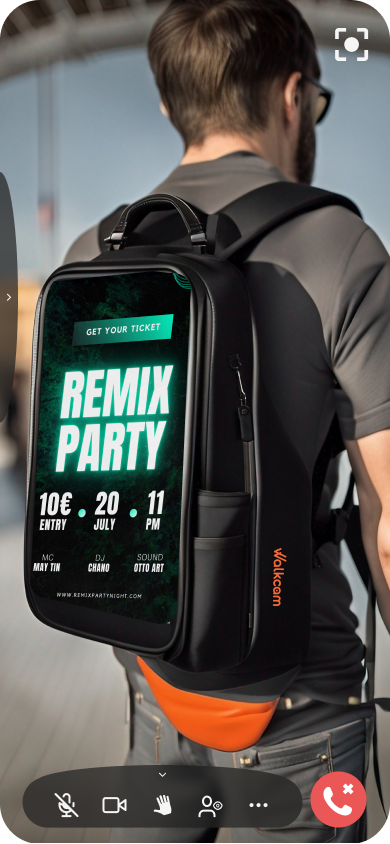 GET YOUR TICKET
REMIX
PARTY
10€ . 20 . 11
ENTRY JULY PM
MC DJ SOUND
MAY TIN CHANO OTTO ART
WWW.REMIXPARTYNIGHT.COM
Walkcom